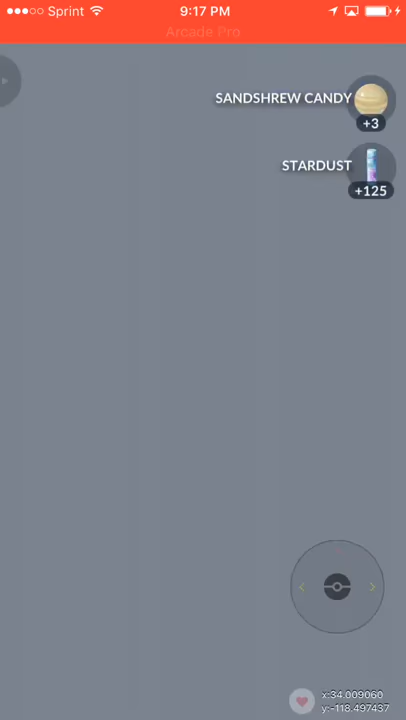 Sprint 9:17 PM
Arcade Pro
SANDSHREW CANDY
+3
STARDUST
+125
x:34.009060
y:-118.497437